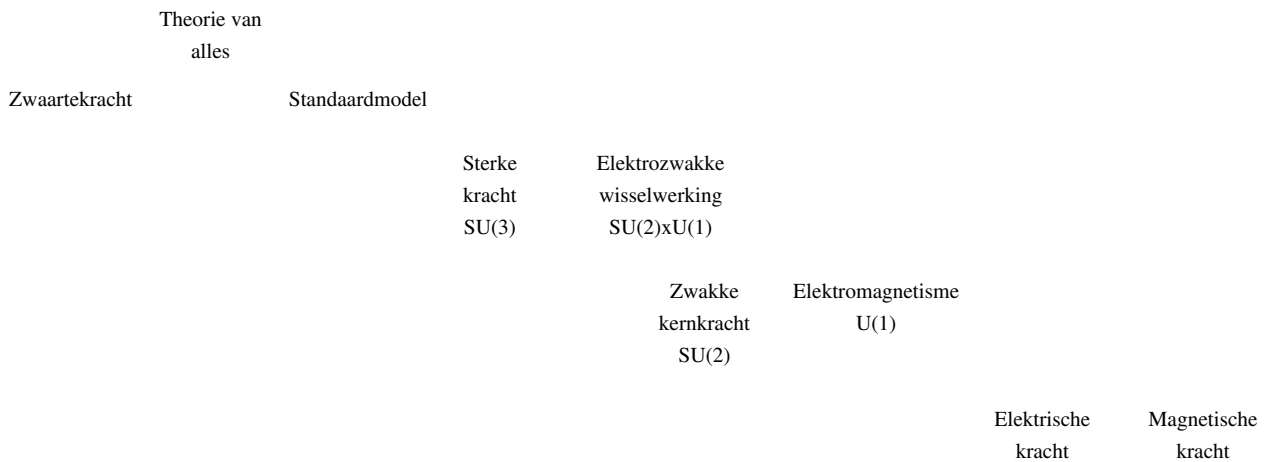 Theorie van
alles
Zwaartekracht
Standaardmodel
Sterke
kracht
SU(3)
Elektrozwakke
wisselwerking
SU(2)xU(1)
Zwakke
kernkracht
SU(2)
Elektromagnetisme
U(1)
Elektrische
kracht
Magnetische
kracht